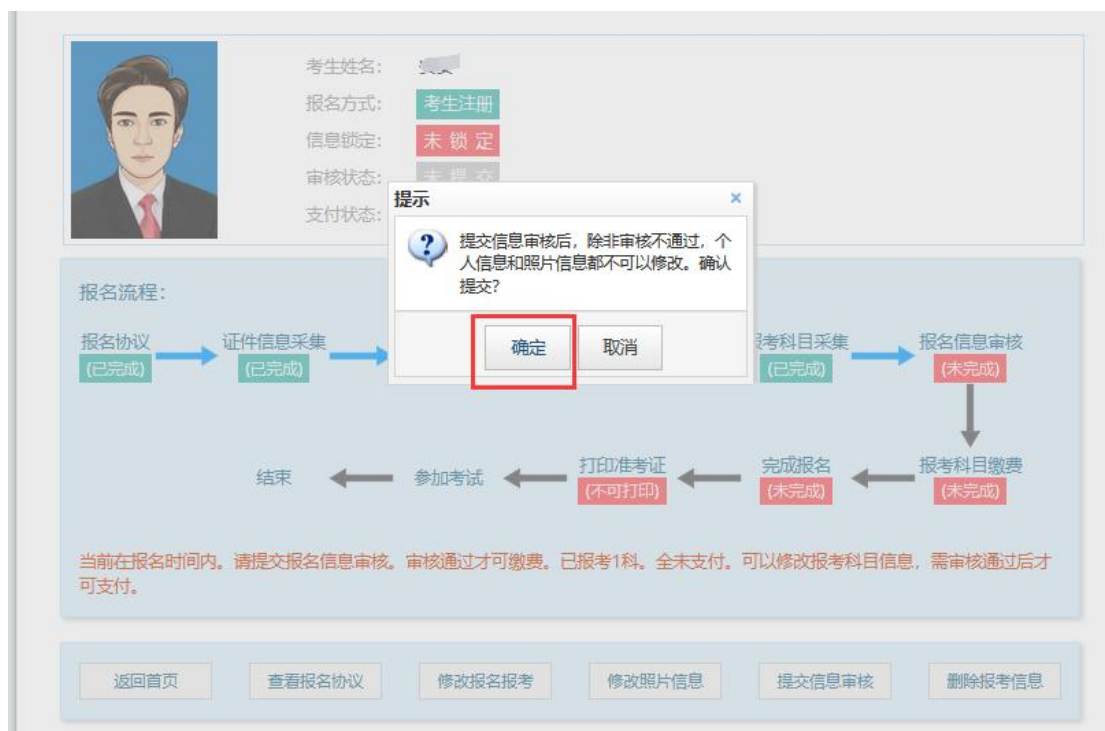 考生姓名:
报名方式: 考生注册
信息锁定: 未 锁 定
审核状态: 未 提 交
支付状态:
提示
提交信息审核后，除非审核不通过，个
人信息和照片信息都不可以修改。确认
提交?
确定 取消
报名流程:
报名协议 证件信息采集 报考科目采集 报名信息审核
(已完成) (已完成) (已完成) (未完成)
结束 参加考试 打印准考证 完成报名 报考科目缴费
(不可打印) (未完成) (未完成)
当前在报名时间内。请提交报名信息审核。审核通过才可缴费。已报考1科。全未支付。可以修改报考科目信息，需审核通过后才
可支付。
返回首页 查看报名协议 修改报名报考 修改照片信息 提交信息审核 删除报考信息